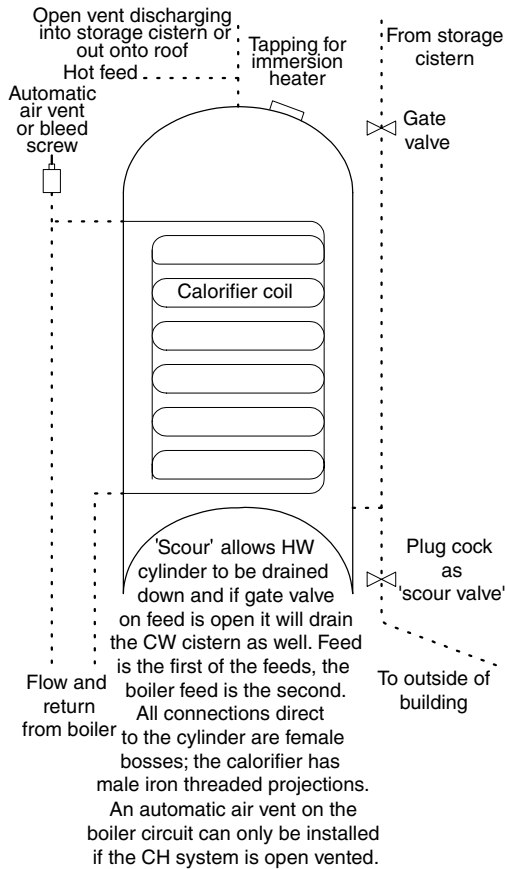 Open vent discharging
into storage cistern or
out onto roof
Hot feed
Automatic
air vent
or bleed
screw
Tapping for
immersion
heater
From storage
cistern
Gate
valve
Calorifier coil
Plug cock
as
'scour valve'
To outside of
building
Flow and
return
from boiler
'Scour' allows HW
cylinder to be drained
down and if gate valve
on feed is open it will drain
the CW cistern as well. Feed
is the first of the feeds, the
boiler feed is the second.
All connections direct
to the cylinder are female
bosses; the calorifier has
male iron threaded projections.
An automatic air vent on the
boiler circuit can only be installed
if the CH system is open vented.